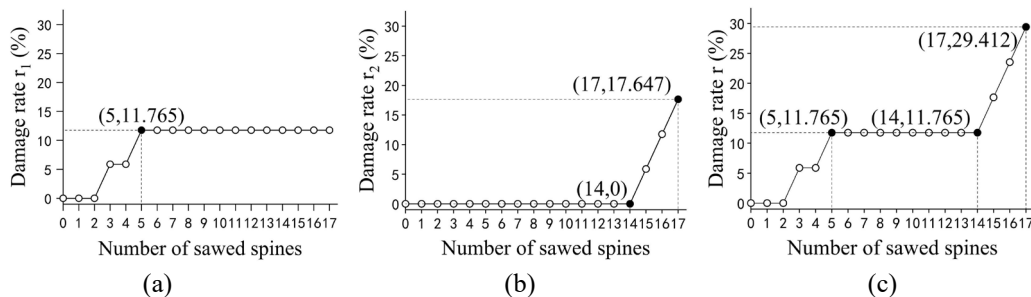 Damage rate r1 (%)
30
25
20
15
10
5
0
(5,11.765)
0 1 2 3 4 5 6 7 8 9 10 11 12 13 14 15 16 17
Number of sawed spines
(a)
Damage rate r2 (%)
30
25
20
15
10
5
0
(17,17.647)
(14,0)
0 1 2 3 4 5 6 7 8 9 10 11 12 13 14 15 16 17
Number of sawed spines
(b)
Damage rate r (%)
30
25
20
15
10
5
0
(17,29.412)
(5,11.765) (14,11.765)
0 1 2 3 4 5 6 7 8 9 10 11 12 13 14 15 16 17
Number of sawed spines
(c)